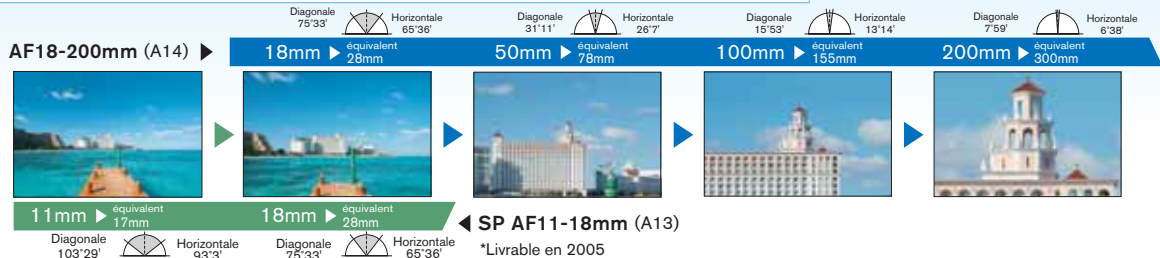 Diagonale 75°33' Horizontale 65°36'
Diagonale 31°11' Horizontale 26°7'
Diagonale 15°53' Horizontale 13°14'
Diagonale 7°59' Horizontale 6°38'
AF18-200mm (A14)
18mm équivalent 28mm
50mm équivalent 78mm
100mm équivalent 155mm
200mm équivalent 300mm
11mm équivalent 17mm
18mm équivalent 28mm
SP AF11-18mm (A13)
Diagonale 103°29' Horizontale 93°3'
Diagonale 75°33' Horizontale 65°36'
*Livrable en 2005